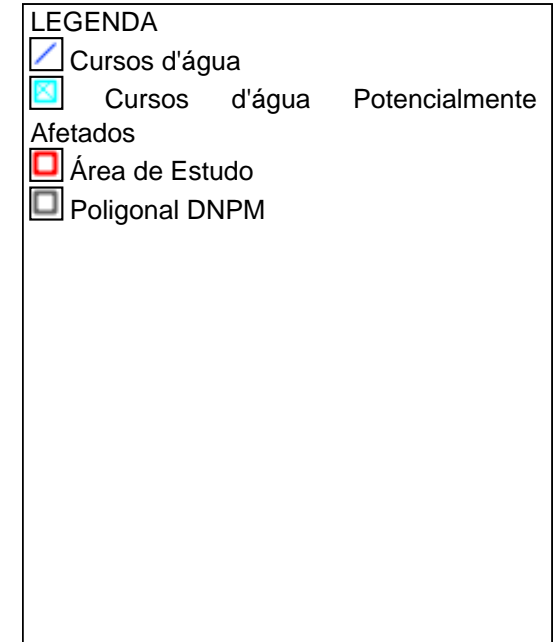 LEGENDA
Cursos d'água
Cursos d'água Potencialmente
Afetados
Área de Estudo
Poligonal DNPM